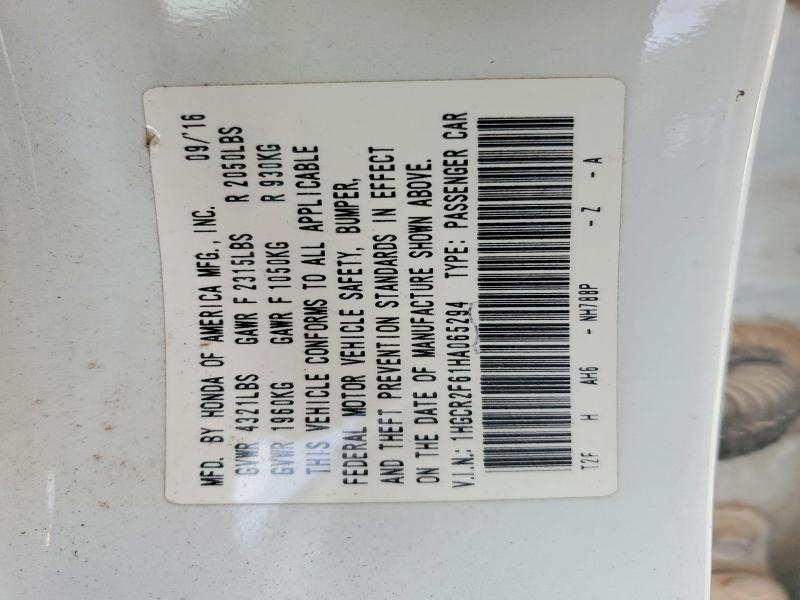 MFD. BY HONDA OF AMERICA MFG., INC. 09/'16
GVWR 4321LBS GAWR F 2315LBS R 2050LBS
GVWR 1960KG GAWR F 1050KG R 930KG
THIS VEHICLE CONFORMS TO ALL APPLICABLE
FEDERAL MOTOR VEHICLE SAFETY, BUMPER,
AND THEFT PREVENTION STANDARDS IN EFFECT
ON THE DATE OF MANUFACTURE SHOWN ABOVE.
V.I.N.: 1HGCR2F61HA065294 TYPE: PASSENGER CAR
T2F H AH6 - NH788P - Z - A